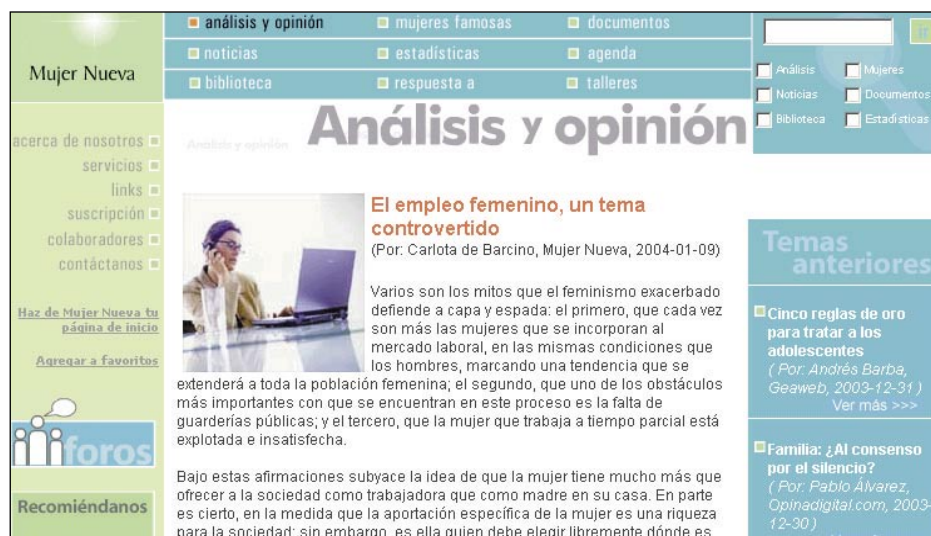 análisis y opinión
mujeres famosas
documentos
noticias
estadísticas
agenda
biblioteca
respuesta a
talleres
Mujer Nueva
ir
Análisis
Mujeres
Noticias
Documentos
Biblioteca
Estadísticas
acerca de nosotros
servicios
links
suscripción
colaboradores
contáctanos
Haz de Mujer Nueva tu
página de inicio
Agregar a favoritos
foros
Recomiéndanos
Análisis y opinión
Análisis y opinión
El empleo femenino, un tema
controvertido
(Por: Carlota de Barcino, Mujer Nueva, 2004-01-09)
Varios son los mitos que el feminismo exacerbado
defiende a capa y espada: el primero, que cada vez
son más las mujeres que se incorporan al
mercado laboral, en las mismas condiciones que
los hombres, marcando una tendencia que se
extenderá a toda la población femenina; el segundo, que uno de los obstáculos
más importantes con que se encuentran en este proceso es la falta de
guarderías públicas; y el tercero, que la mujer que trabaja a tiempo parcial está
explotada e insatisfecha.
Bajo estas afirmaciones subyace la idea de que la mujer tiene mucho más que
ofrecer a la sociedad como trabajadora que como madre en su casa. En parte
es cierto, en la medida que la aportación específica de la mujer es una riqueza
para la sociedad; sin embargo, es ella quien debe elegir libremente dónde es
Temas
anteriores
Cinco reglas de oro
para tratar a los
adolescentes
( Por: Andrés Barba,
Geaweb, 2003-12-31 )
Ver más >>>
Familia: ¿Al consenso
por el silencio?
( Por: Pablo Álvarez,
Opinadigital.com, 2003-
12-30 )